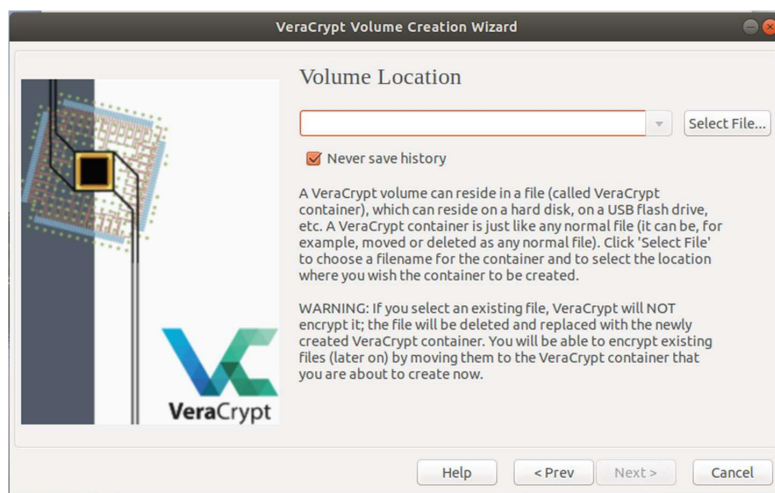 VeraCrypt Volume Creation Wizard
Volume Location
Select File...
Never save history
A VeraCrypt volume can reside in a file (called VeraCrypt
container), which can reside on a hard disk, on a USB flash drive,
etc. A VeraCrypt container is just like any normal file (it can be, for
example, moved or deleted as any normal file). Click 'Select File'
to choose a filename for the container and to select the location
where you wish the container to be created.
WARNING: If you select an existing file, VeraCrypt will NOT
encrypt it; the file will be deleted and replaced with the newly
created VeraCrypt container. You will be able to encrypt existing
files (later on) by moving them to the VeraCrypt container that
you are about to create now.
VeraCrypt
Help < Prev Next > Cancel